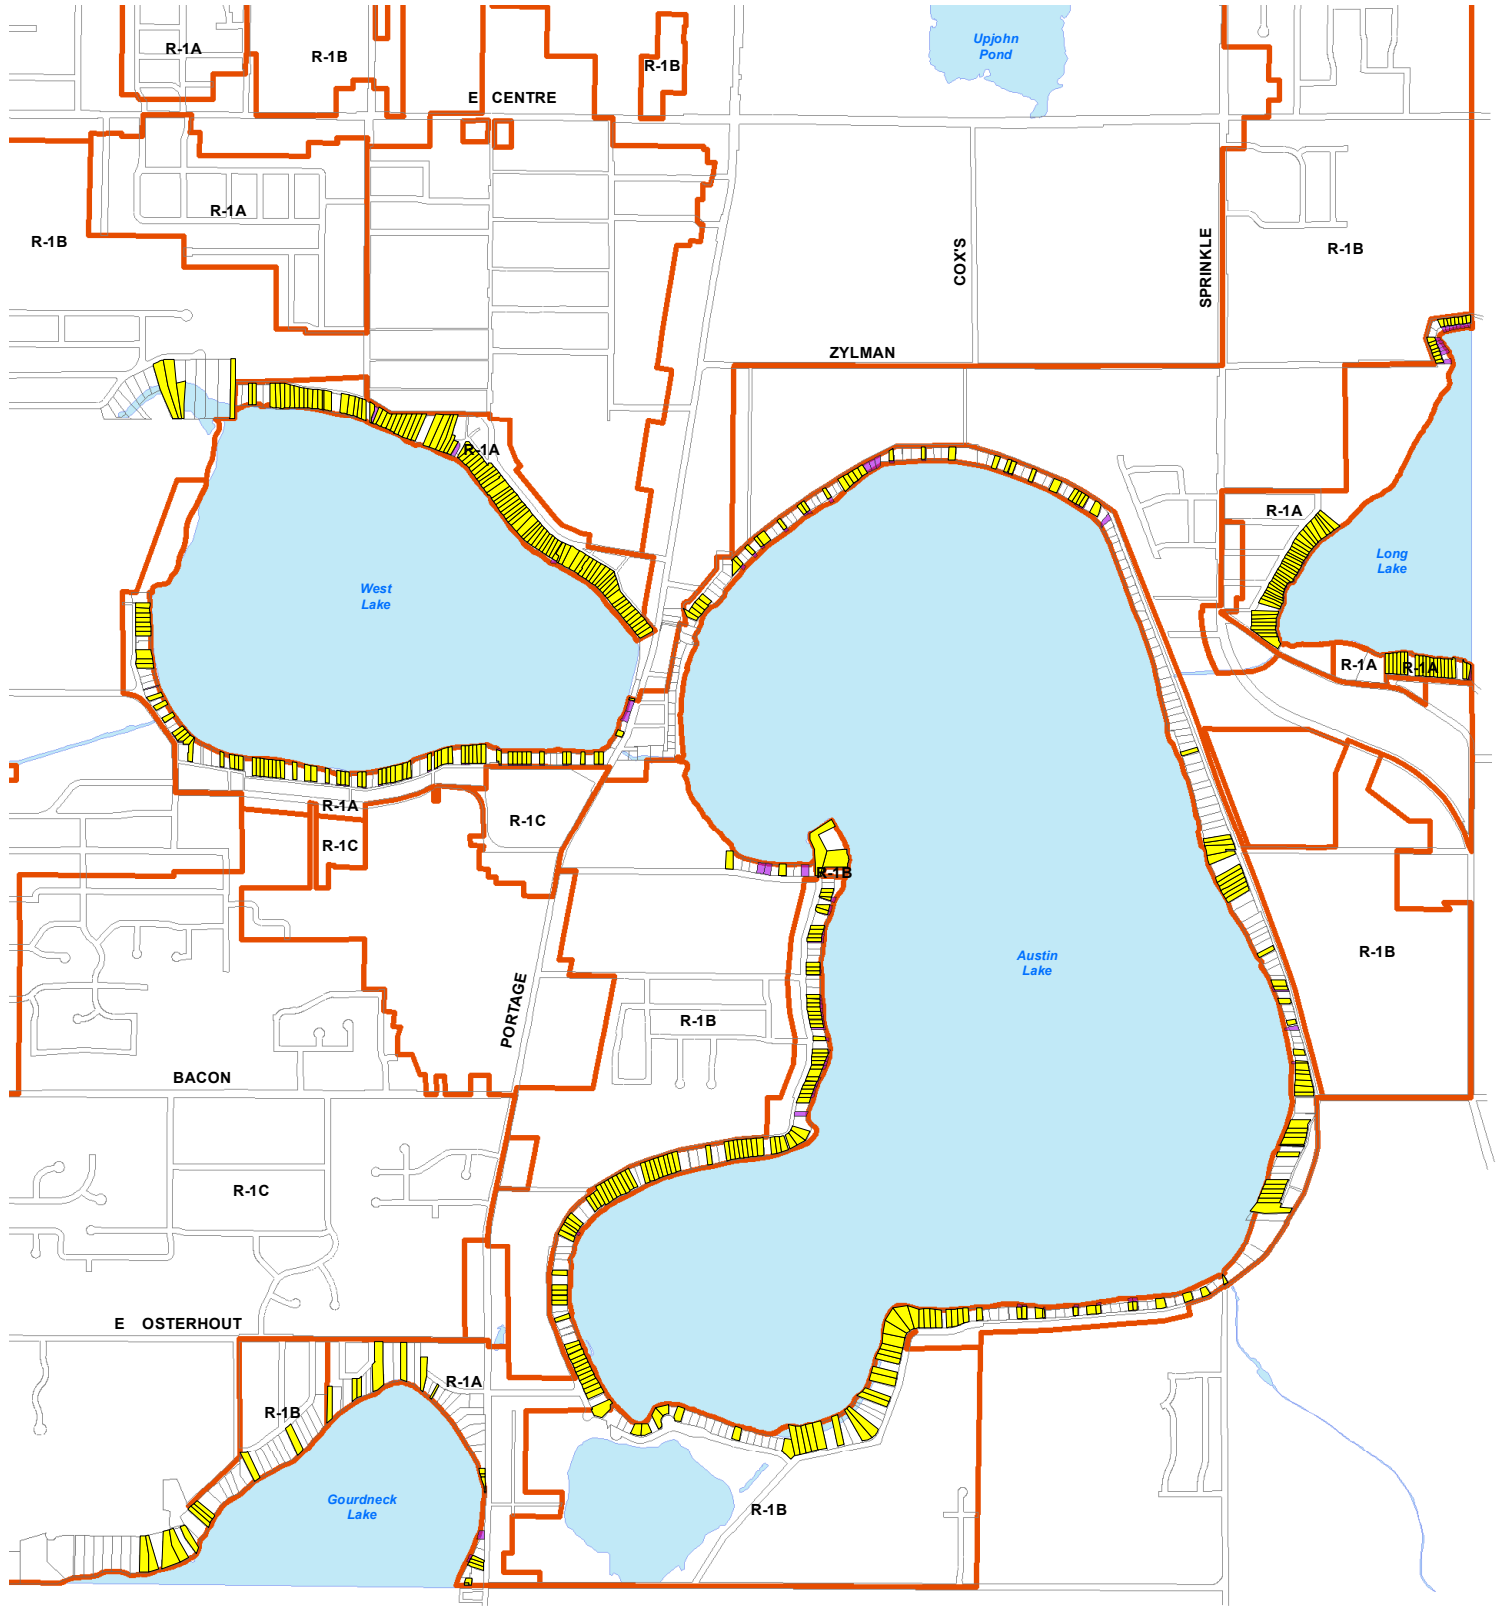 Upjohn
Pond
R-1A
R-1B
R-1B
E CENTRE
R-1A
R-1B
R-1B
COX'S
SPRINKLE
ZYLMAN
R-1A
R-1A
West
Lake
Long
Lake
R-1A
R-1A
R-1A
R-1C
R-1C
R-1B
Austin
Lake
R-1B
PORTAGE
R-1B
BACON
R-1C
E OSTERHOUT
R-1A
R-1B
Gourdneck
Lake
R-1B